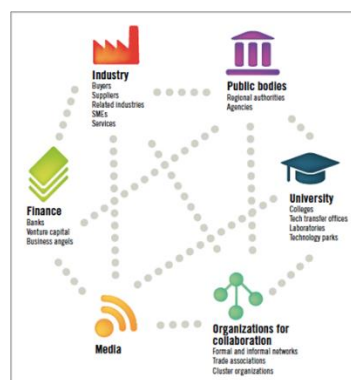 Industry
Buyers
Suppliers
Related industries
SMEs
Services
Public bodies
Regional authorities
Agencies
Finance
Banks
Venture capital
Business angels
University
Colleges
Tech transfer offices
Laboratories
Technology parks
Media
Organizations for
collaboration
Formal and informal networks
Trade associations
Cluster organizations